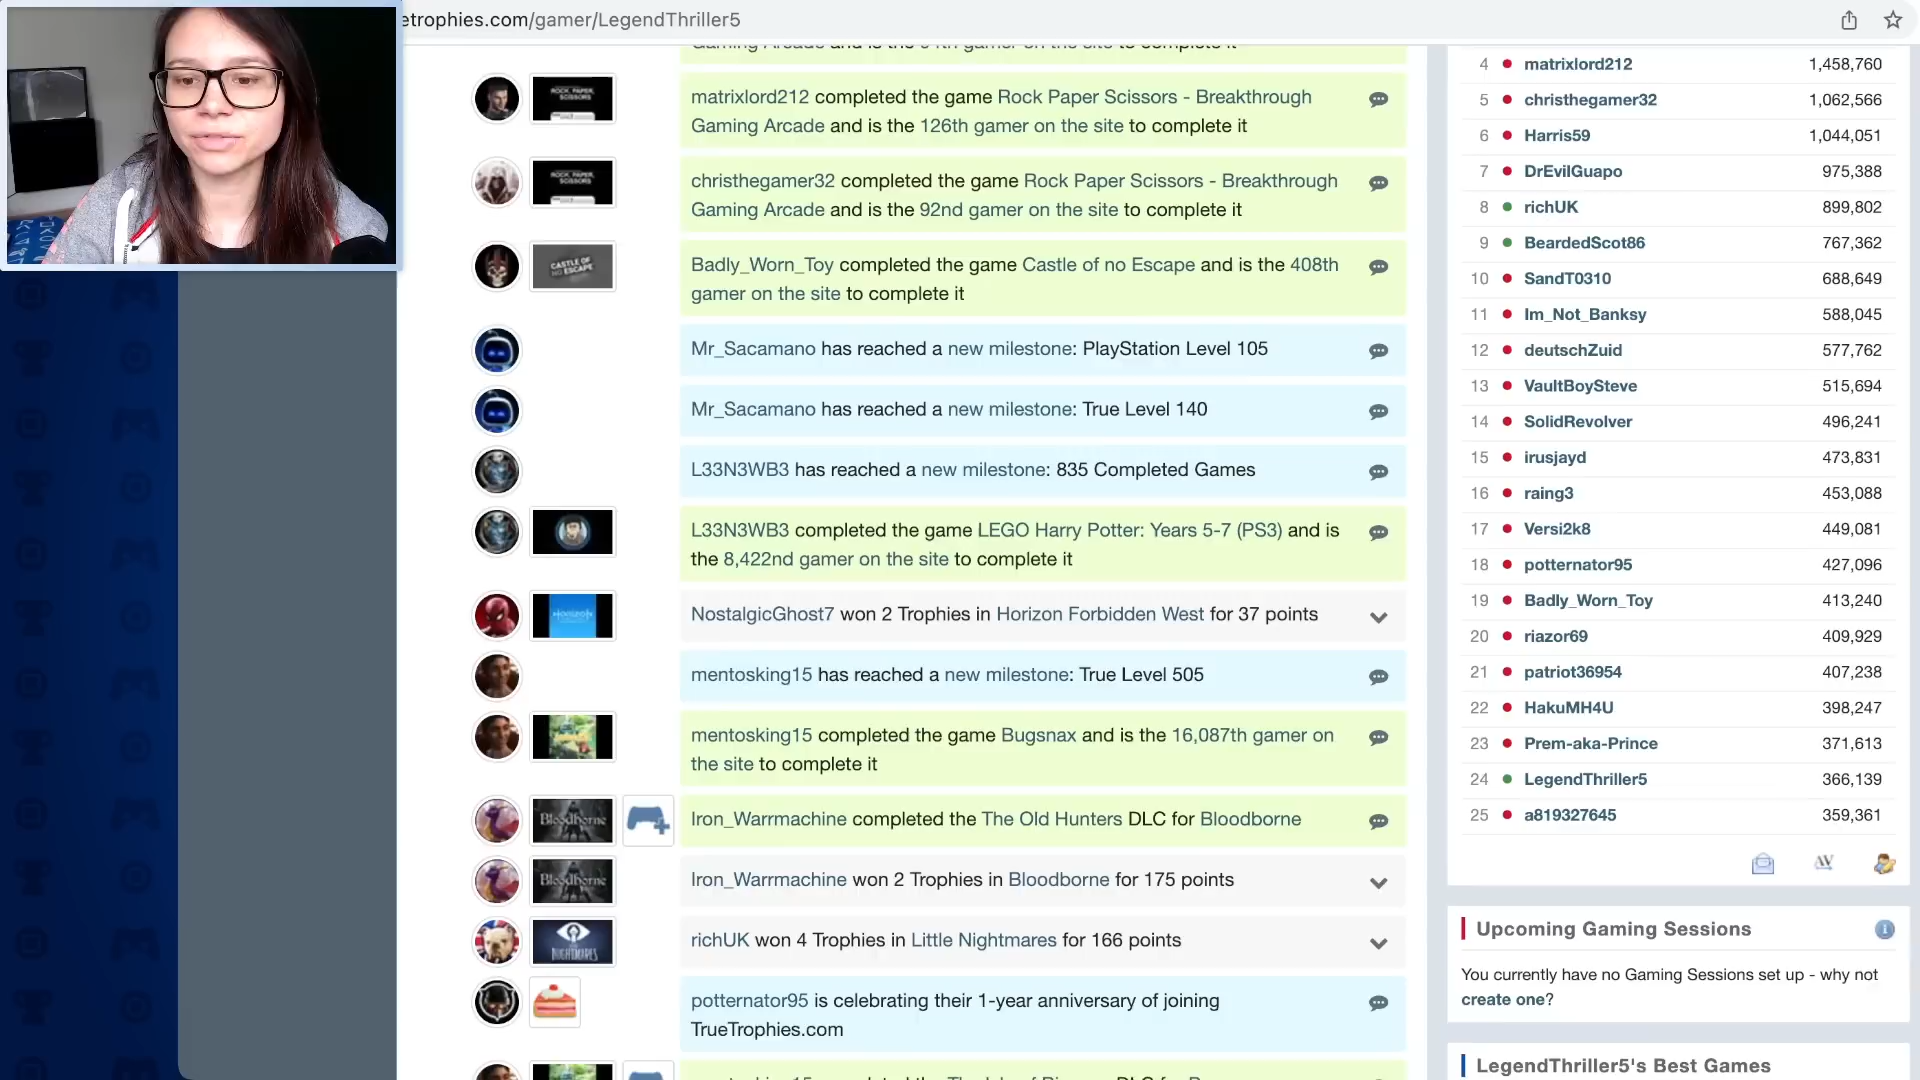 etrophies.com/gamer/LegendThriller5
matrixlord212 completed the game Rock Paper Scissors - Breakthrough
Gaming Arcade and is the 126th gamer on the site to complete it
christhegamer32 completed the game Rock Paper Scissors - Breakthrough
Gaming Arcade and is the 92nd gamer on the site to complete it
CASTLE OF
NO ESCAPE
Badly_Worn_Toy completed the game Castle of no Escape and is the 408th
gamer on the site to complete it
Mr_Sacamano has reached a new milestone: PlayStation Level 105
Mr_Sacamano has reached a new milestone: True Level 140
L33N3WB3 has reached a new milestone: 835 Completed Games
L33N3WB3 completed the game LEGO Harry Potter: Years 5-7 (PS3) and is
the 8,422nd gamer on the site to complete it
HORIZON
NostalgicGhost7 won 2 Trophies in Horizon Forbidden West for 37 points
mentosking15 has reached a new milestone: True Level 505
mentosking15 completed the game Bugsnax and is the 16,087th gamer on
the site to complete it
Bloodborne
Iron_Warrmachine completed the The Old Hunters DLC for Bloodborne
Bloodborne
Iron_Warrmachine won 2 Trophies in Bloodborne for 175 points
NIGHTMARES
richUK won 4 Trophies in Little Nightmares for 166 points
potternator95 is celebrating their 1-year anniversary of joining
TrueTrophies.com
4 matrixlord212 1,458,760
5 christhegamer32 1,062,566
6 Harris59 1,044,051
7 DrEvilGuapo 975,388
8 richUK 899,802
9 BeardedScot86 767,362
10 SandT0310 688,649
11 Im_Not_Banksy 588,045
12 deutschZuid 577,762
13 VaultBoySteve 515,694
14 SolidRevolver 496,241
15 irusjayd 473,831
16 raing3 453,088
17 Versi2k8 449,081
18 potternator95 427,096
19 Badly_Worn_Toy 413,240
20 riazor69 409,929
21 patriot36954 407,238
22 HakuMH4U 398,247
23 Prem-aka-Prince 371,613
24 LegendThriller5 366,139
25 a819327645 359,361
Upcoming Gaming Sessions
You currently have no Gaming Sessions set up - why not
create one?
LegendThriller5's Best Games